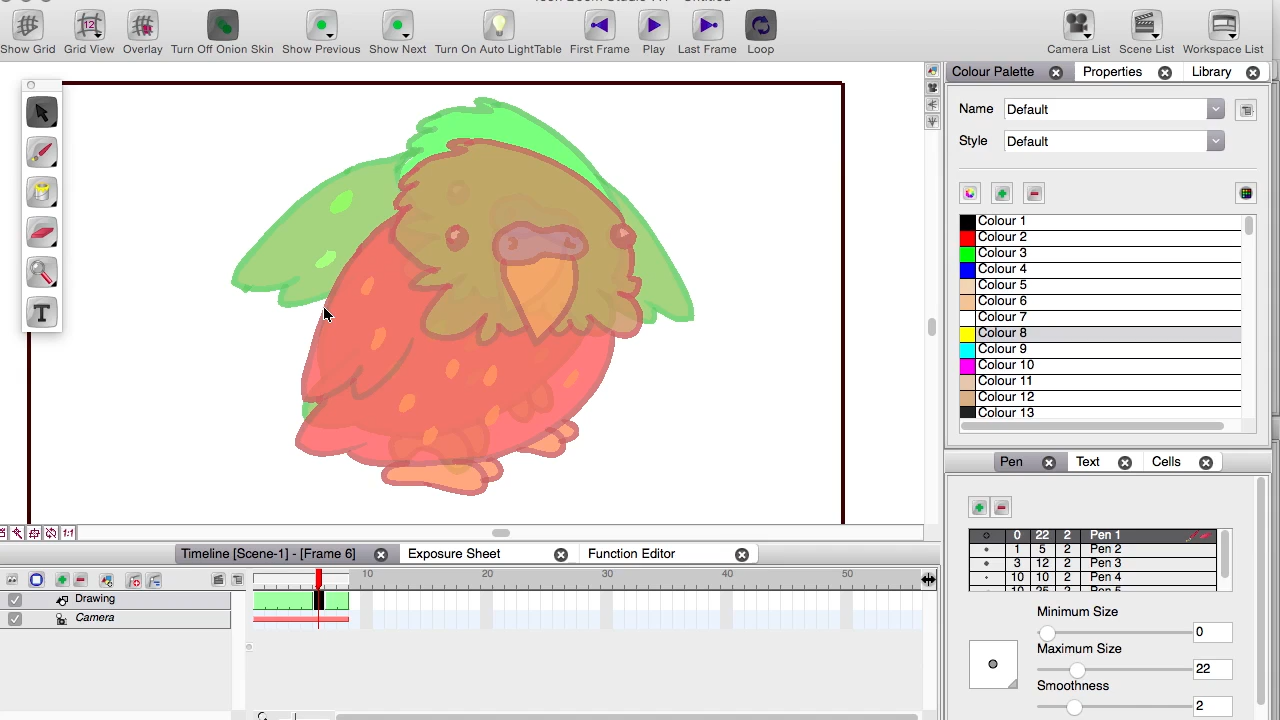 Show Grid Grid View Overlay Turn Off Onion Skin Show Previous Show Next Turn On Auto LightTable First Frame Play Last Frame Loop Camera List Scene List Workspace List
12
T
Colour Palette Properties Library
Name Default
Style Default
Colour 1
Colour 2
Colour 3
Colour 4
Colour 5
Colour 6
Colour 7
Colour 8
Colour 9
Colour 10
Colour 11
Colour 12
Colour 13
Pen Text Cells
0 22 2 Pen 1
1 5 2 Pen 2
3 12 2 Pen 3
10 10 2 Pen 4
Minimum Size
0
Maximum Size
22
Smoothness
2
1:1
Timeline [Scene-1] - [Frame 6] Exposure Sheet Function Editor
10 20 30 40 50
Drawing
Camera